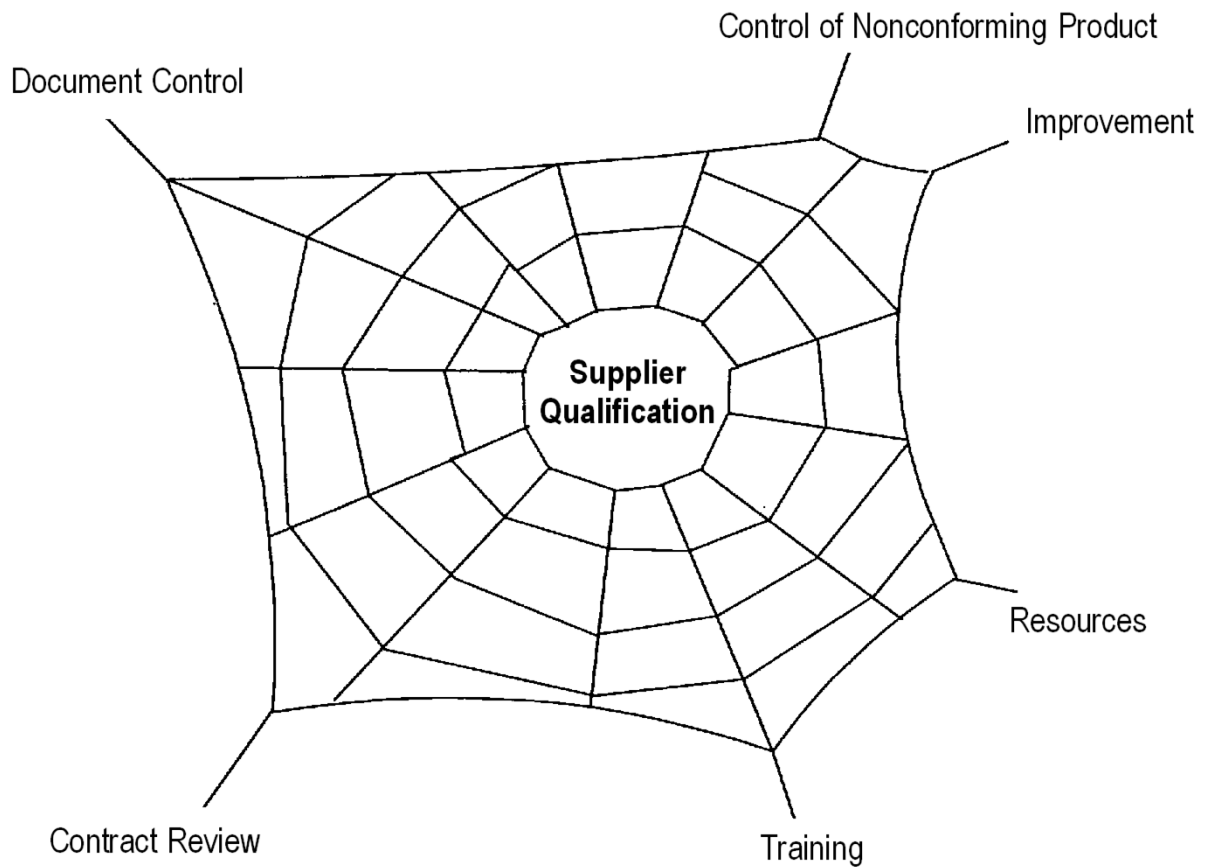 Control of Nonconforming Product
Document Control
Improvement
Supplier
Qualification
Resources
Contract Review
Training